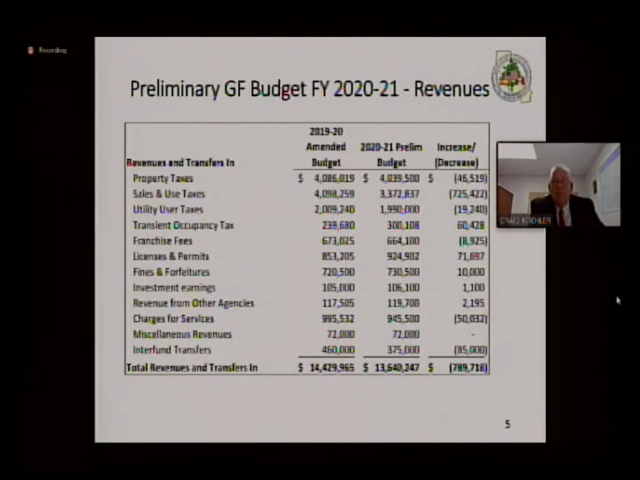 Recording
Preliminary GF Budget FY 2020-21 - Revenues
2019-20
Amended 2020-21 Prelim Increase/
Revenues and Transfers In Budget Budget (Decrease)
Property Taxes $ 4,086,019 $ 4,039,500 $ (46,519)
Sales & Use Taxes 4,098,259 3,372,837 (725,422)
Utility User Taxes 2,009,240 1,990,000 (19,240)
Transient Occupancy Tax 239,680 300,108 60,428
Franchise Fees 673,025 664,100 (8,925)
Licenses & Permits 853,205 924,902 71,697
Fines & Forfeitures 720,500 730,500 10,000
Investment earnings 105,000 106,100 1,100
Revenue from Other Agencies 117,505 119,700 2,195
Charges for Services 995,532 945,500 (50,032)
Miscellaneous Revenues 72,000 72,000 -
Interfund Transfers 460,000 375,000 (85,000)
Total Revenues and Transfers In $ 14,429,965 $ 13,640,247 $ (789,718)
CRAIG KOEHLER
5